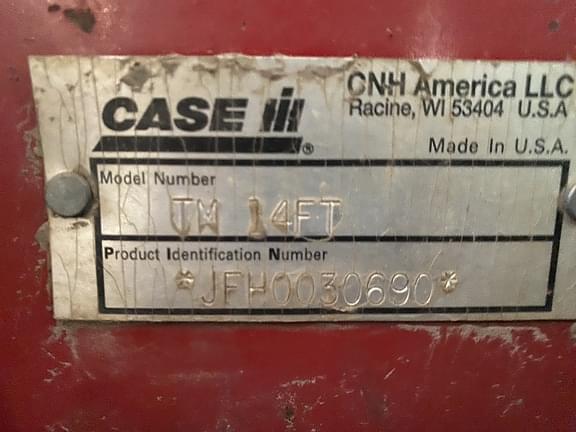 CNH America LLC
CASE IH®
Racine, WI 53404 U.S.A
Made In U.S.A.
Model Number
TM 14FT
Product Identification Number
*JFH0030690*